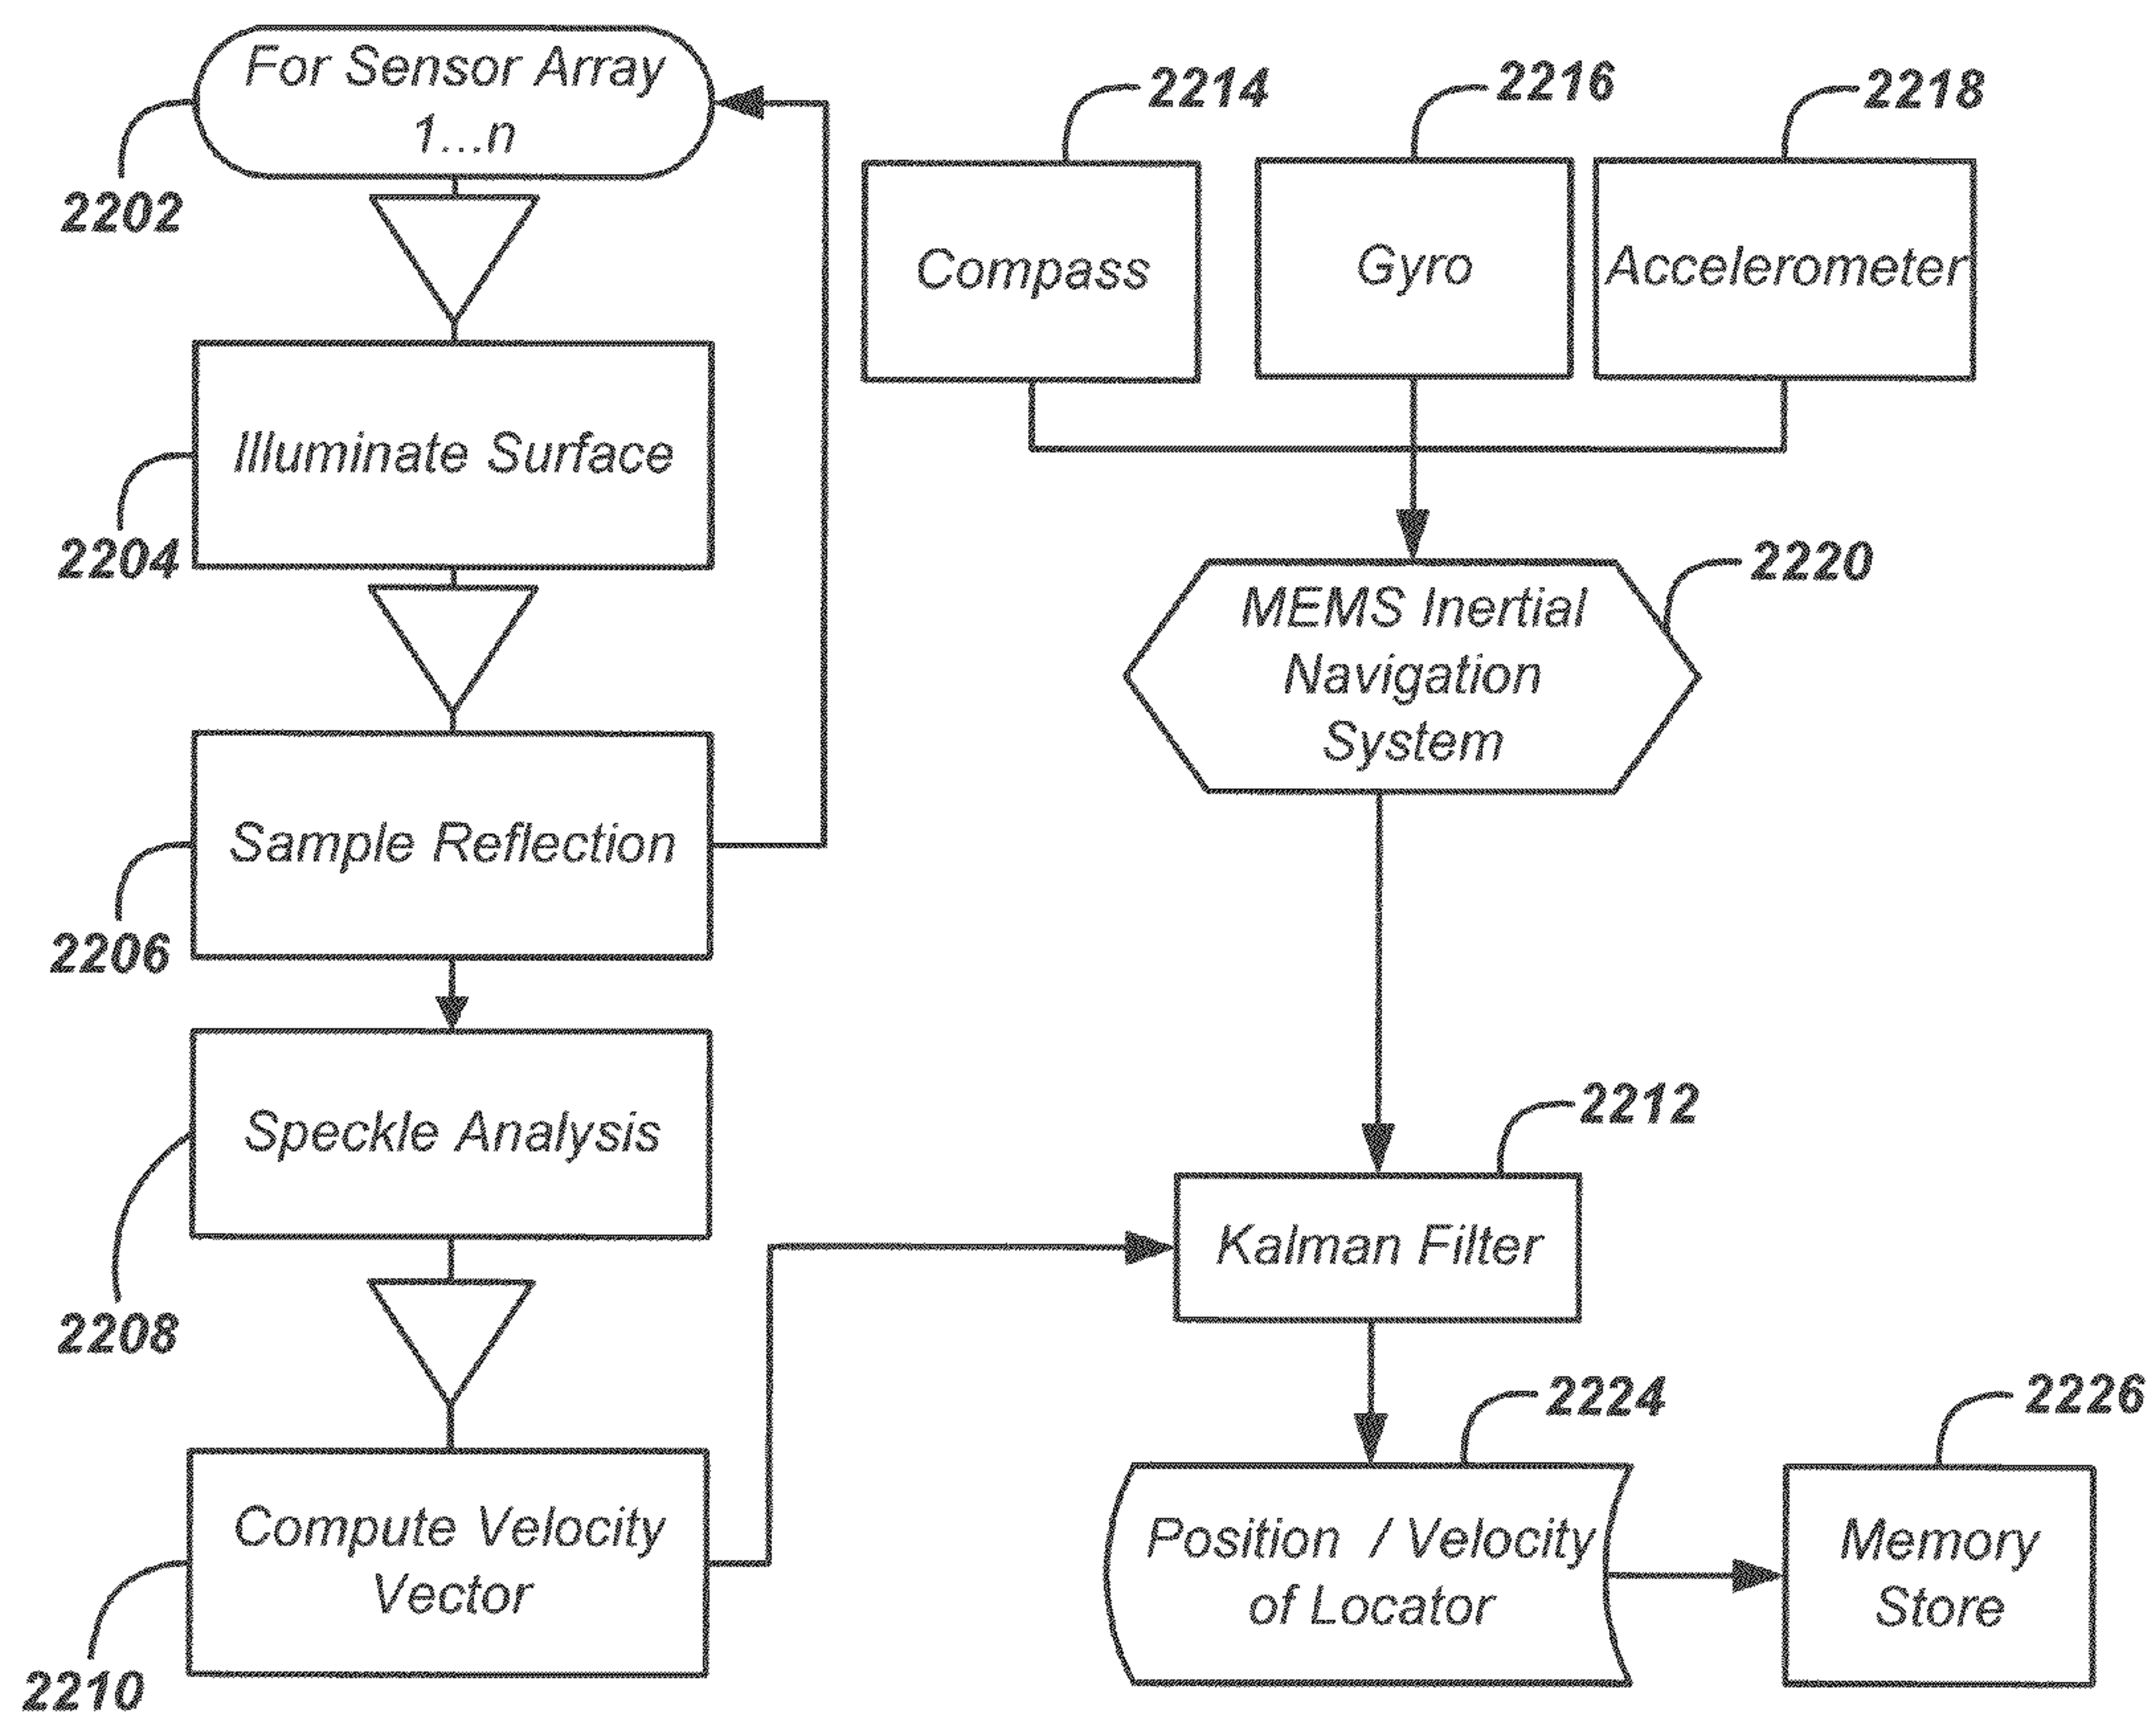 For Sensor Array
1...n
2202
Illuminate Surface
2204
Sample Reflection
2206
Speckle Analysis
2208
Compute Velocity
Vector
2210
2214
Compass
2216
Gyro
2218
Accelerometer
2220
MEMS Inertial
Navigation
System
2212
Kalman Filter
2224
Position / Velocity
of Locator
2226
Memory
Store